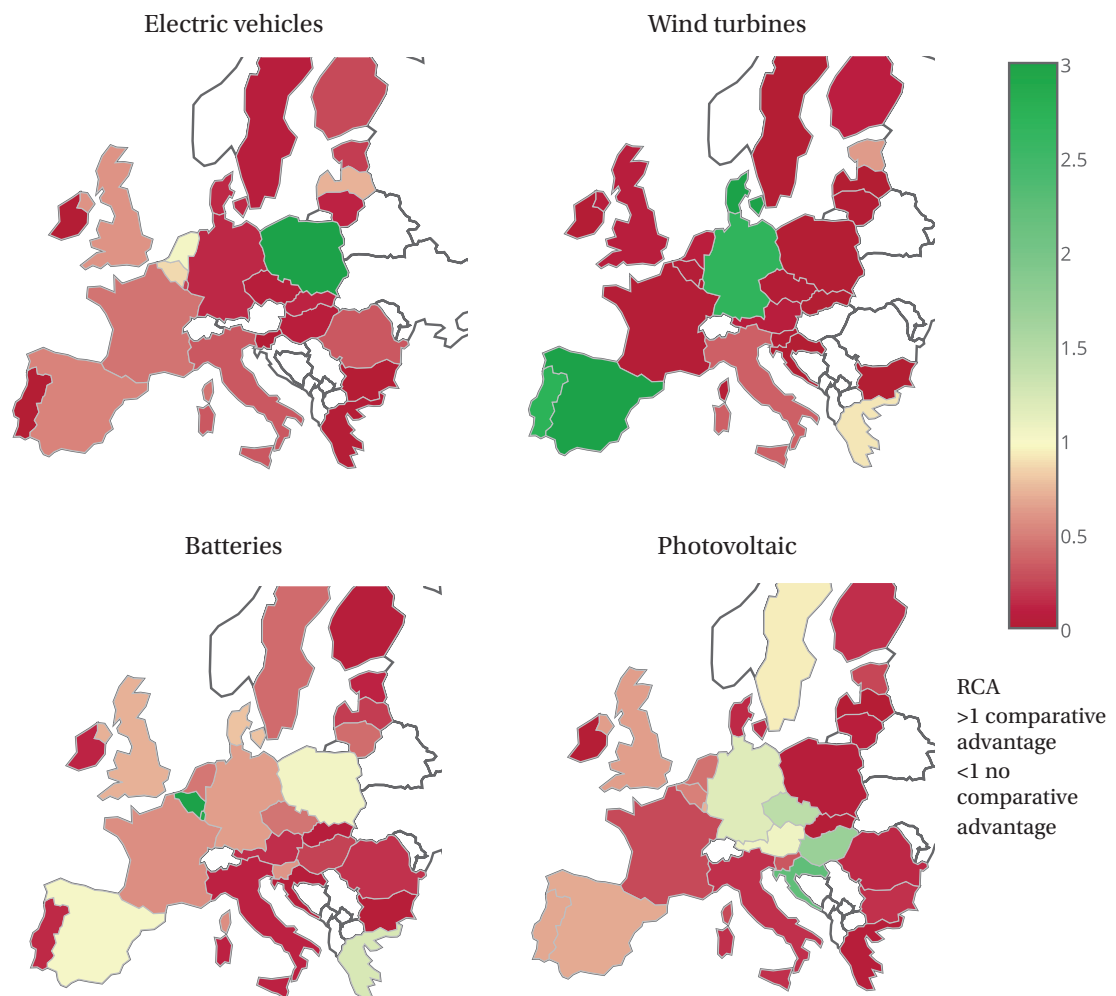 Electric vehicles
Wind turbines
3
2.5
2
1.5
1
0.5
0
Batteries
Photovoltaic
RCA
>1 comparative
advantage
<1 no
comparative
advantage